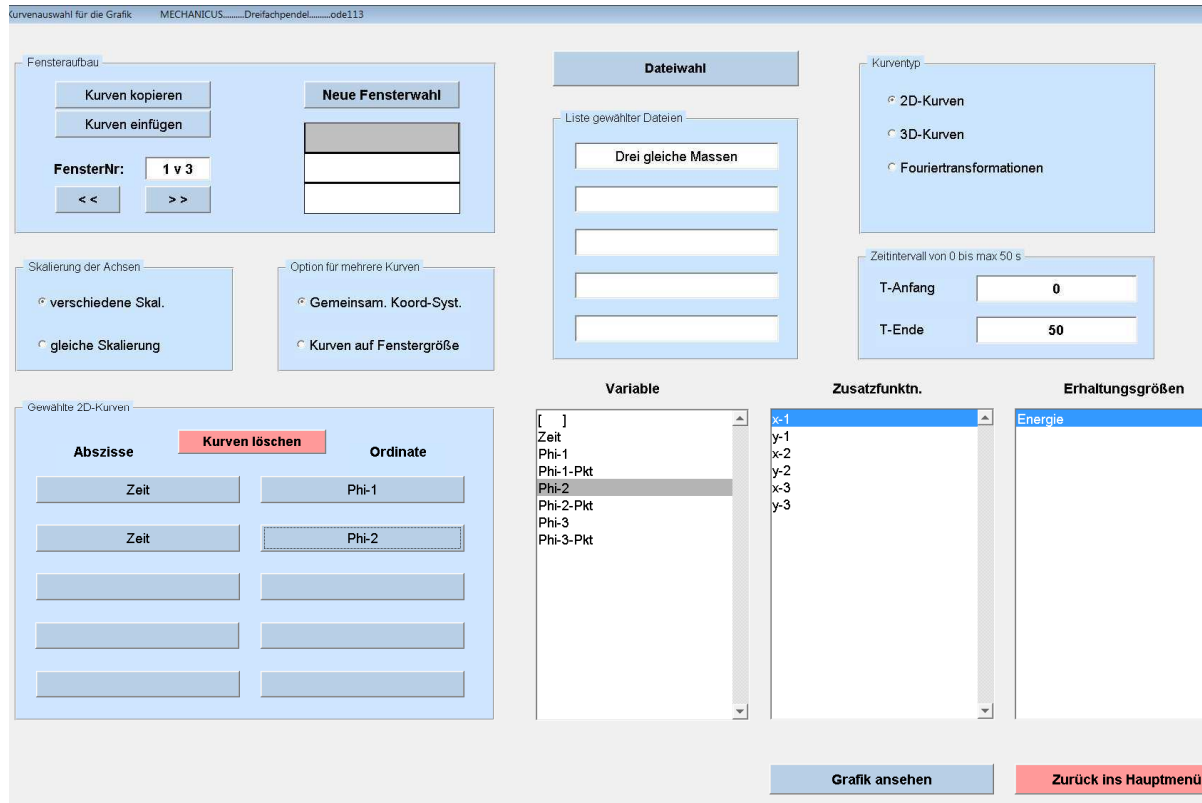 Kurvenauswahl für die Grafik MECHANICUS.........Dreifachpendel.........ode113
Fensteraufbau
Kurven kopieren
Kurven einfügen
Neue Fensterwahl
FensterNr: 1 v 3
< < > >
Dateiwahl
Liste gewählter Dateien
Drei gleiche Massen
Kurventyp
2D-Kurven
3D-Kurven
Fouriertransformationen
Skalierung der Achsen
verschiedene Skal.
gleiche Skalierung
Option für mehrere Kurven
Gemeinsam. Koord-Syst.
Kurven auf Fenstergröße
Zeitintervall von 0 bis max 50 s
T-Anfang 0
T-Ende 50
Gewählte 2D-Kurven
Abszisse Kurven löschen Ordinate
Zeit Phi-1
Zeit Phi-2
Variable
[ ]
Zeit
Phi-1
Phi-1-Pkt
Phi-2
Phi-2-Pkt
Phi-3
Phi-3-Pkt
Zusatzfunktn.
x-1
y-1
x-2
y-2
x-3
y-3
Erhaltungsgrößen
Energie
Grafik ansehen
Zurück ins Hauptmenü